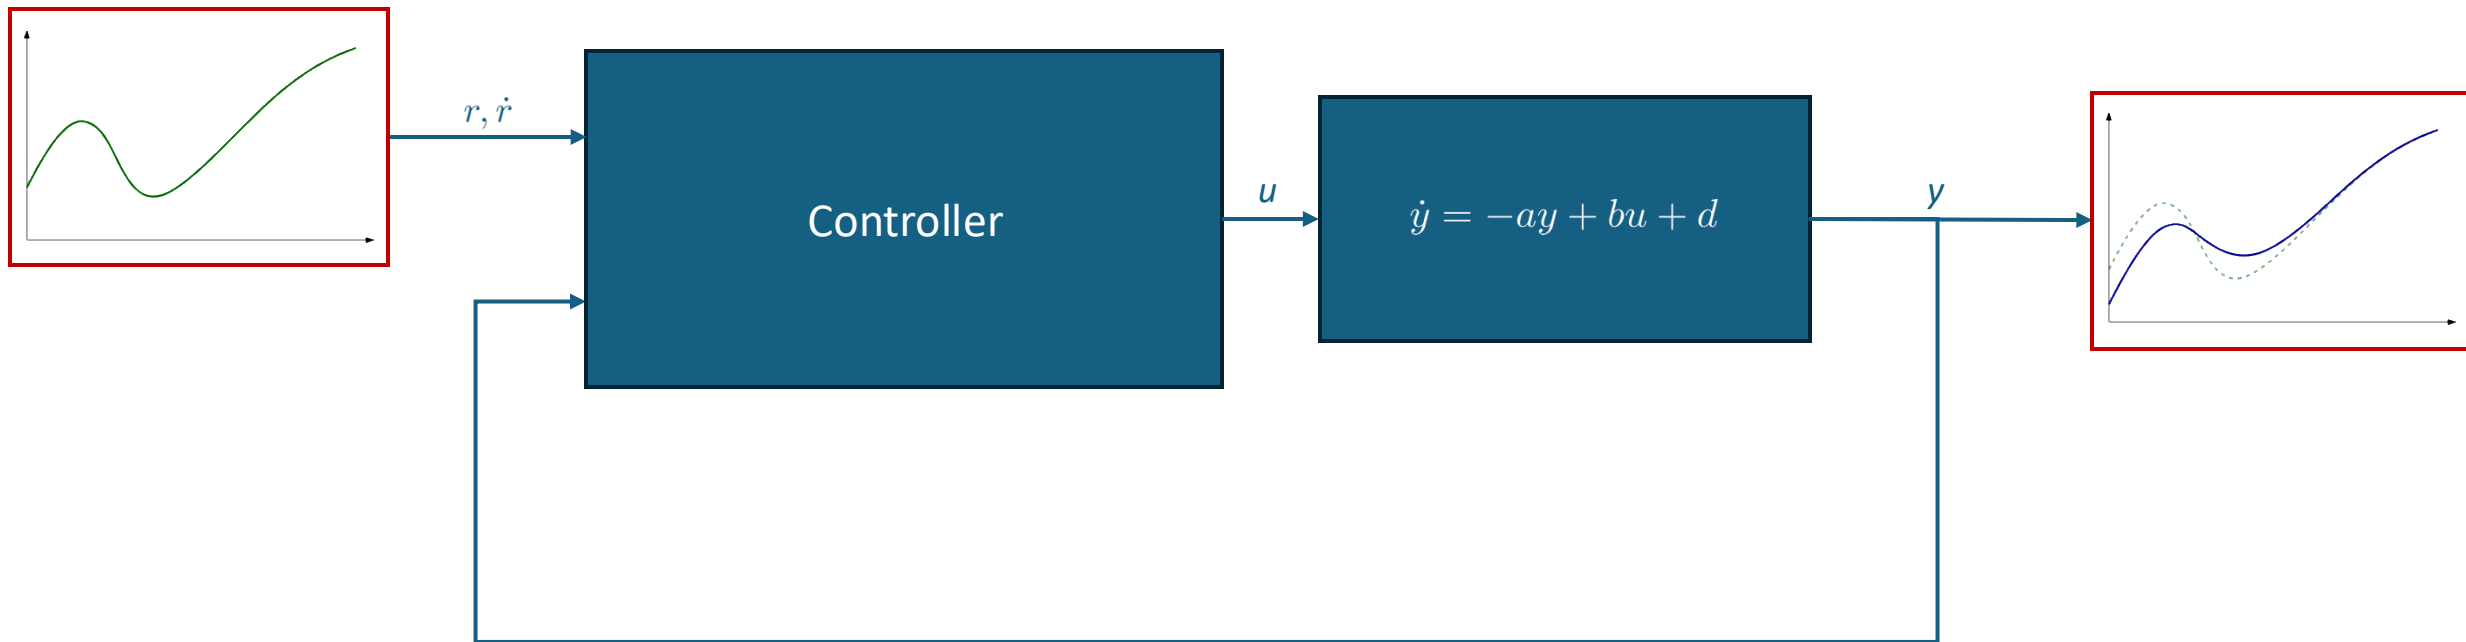 r, ṙ
Controller
u
ẏ = −ay + bu + d
y